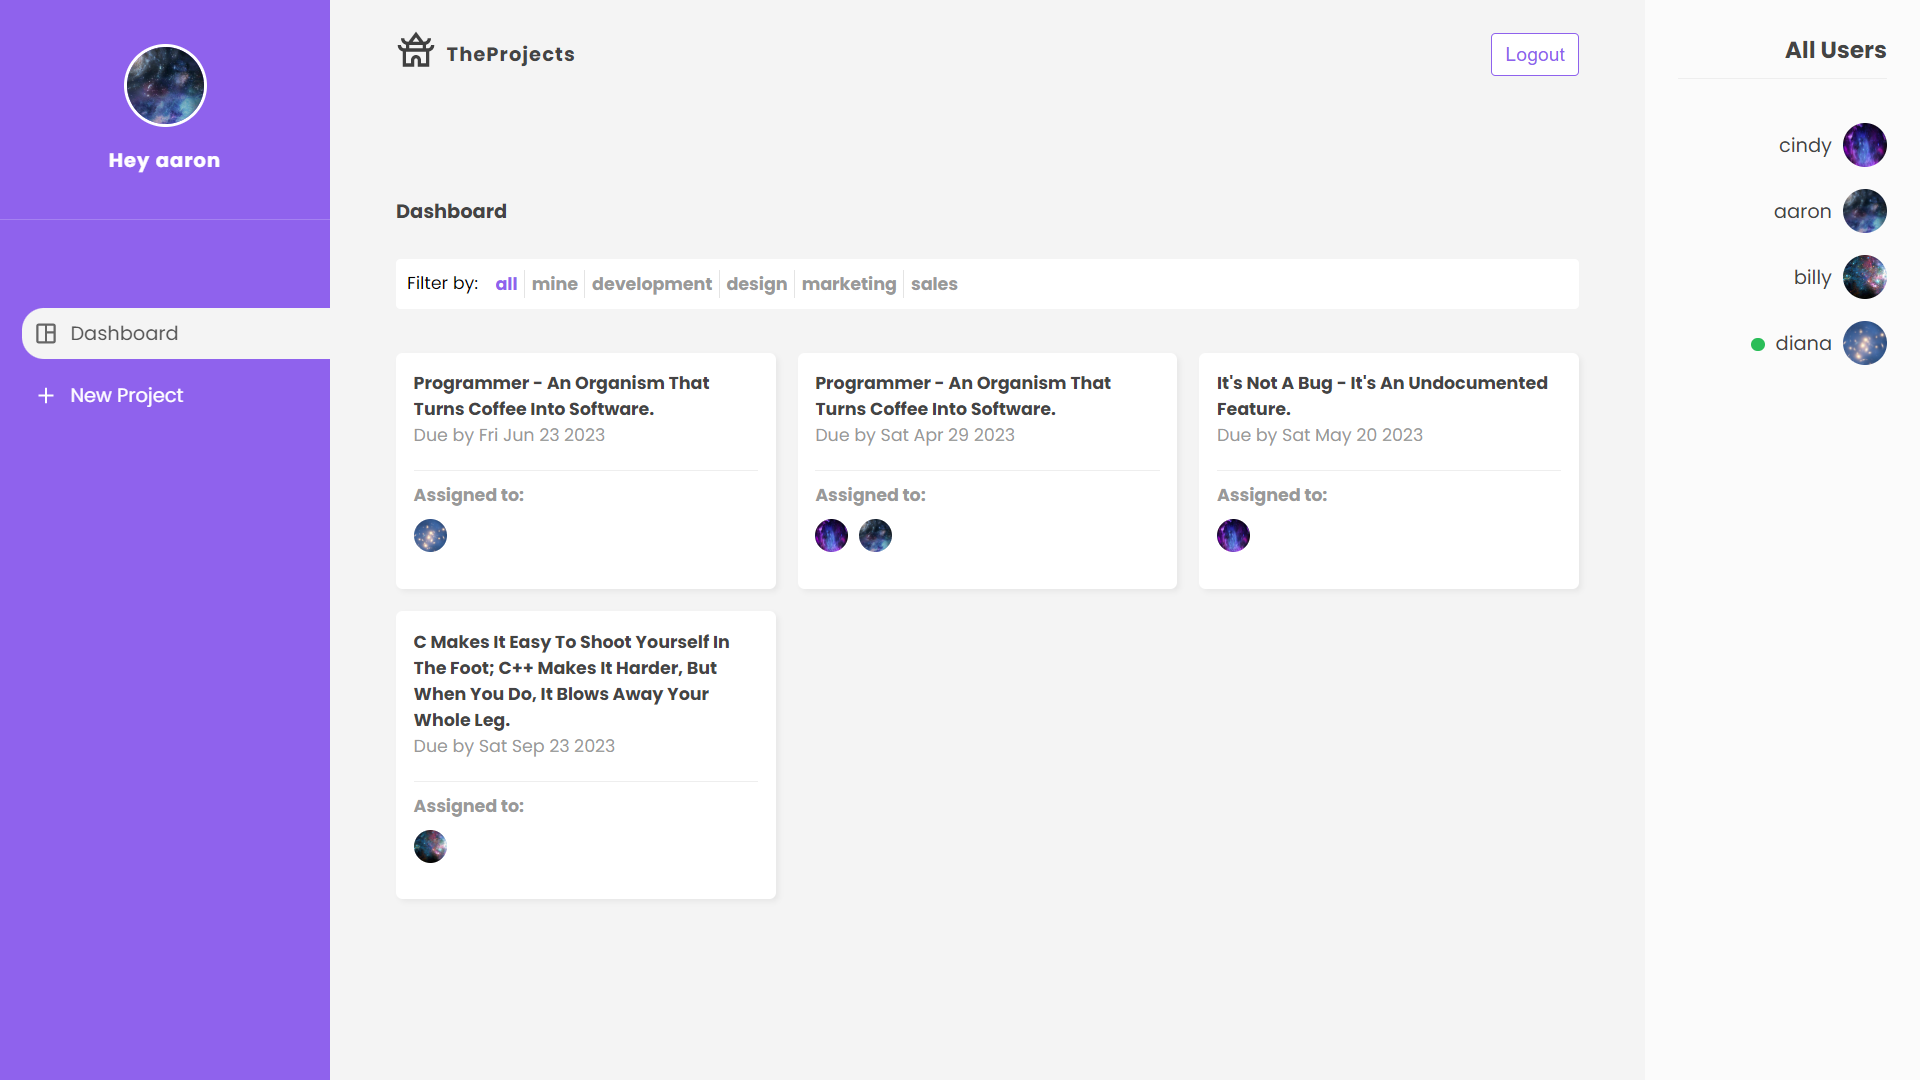 Hey aaron
Dashboard
New Project
TheProjects
Logout
Dashboard
Filter by: all mine development design marketing sales
Programmer - An Organism That
Turns Coffee Into Software.
Due by Fri Jun 23 2023
Assigned to:
Programmer - An Organism That
Turns Coffee Into Software.
Due by Sat Apr 29 2023
Assigned to:
It's Not A Bug - It's An Undocumented
Feature.
Due by Sat May 20 2023
Assigned to:
C Makes It Easy To Shoot Yourself In
The Foot; C++ Makes It Harder, But
When You Do, It Blows Away Your
Whole Leg.
Due by Sat Sep 23 2023
Assigned to:
All Users
cindy
aaron
billy
diana